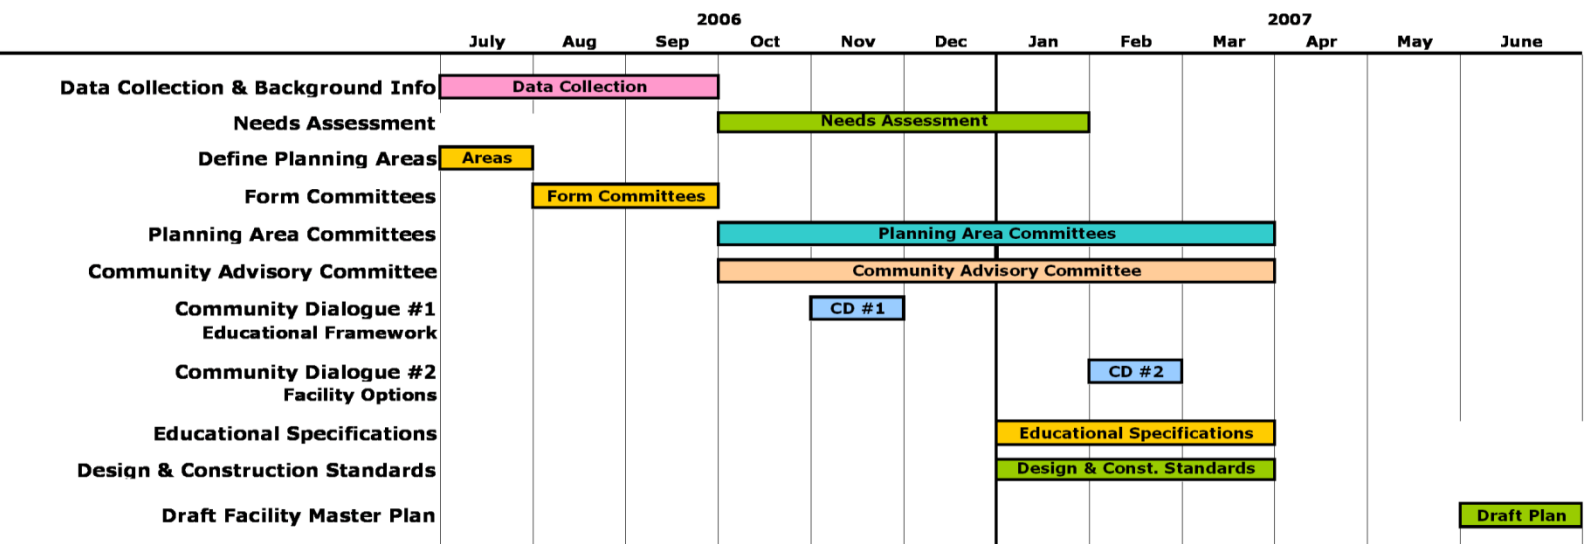 2006 2007
July Aug Sep Oct Nov Dec Jan Feb Mar Apr May June
Data Collection & Background Info Data Collection
Needs Assessment Needs Assessment
Define Planning Areas Areas
Form Committees Form Committees
Planning Area Committees Planning Area Committees
Community Advisory Committee Community Advisory Committee
Community Dialogue #1 CD #1
Educational Framework
Community Dialogue #2 CD #2
Facility Options
Educational Specifications Educational Specifications
Design & Construction Standards Design & Const. Standards
Draft Facility Master Plan Draft Plan